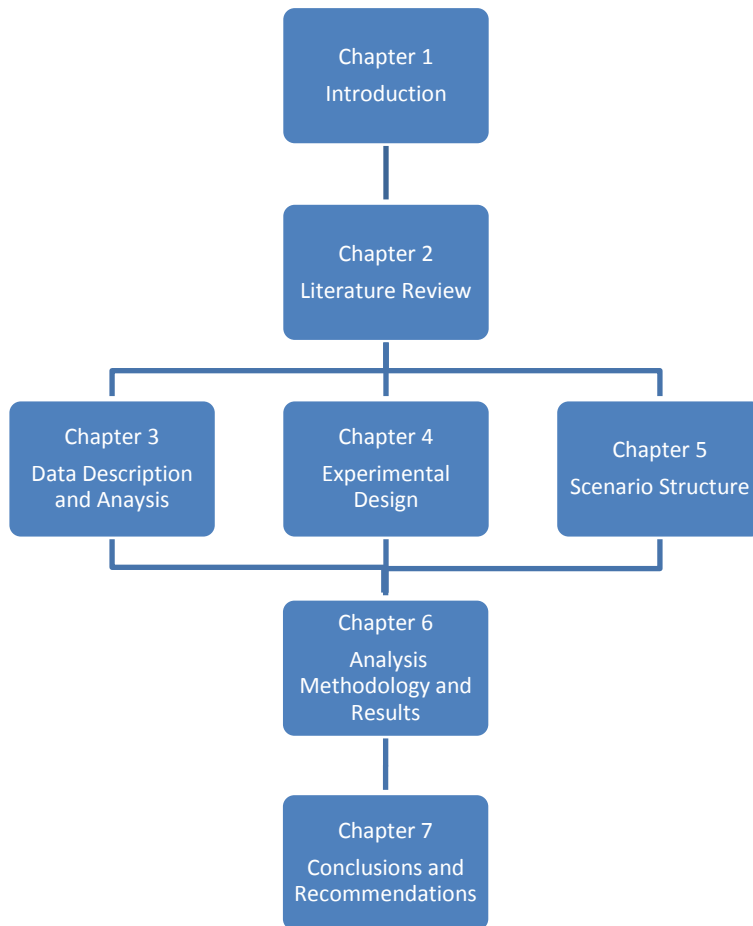 Chapter 1
Introduction
Chapter 2
Literature Review
Chapter 3
Data Description
and Anaysis
Chapter 4
Experimental
Design
Chapter 5
Scenario Structure
Chapter 6
Analysis
Methodology and
Results
Chapter 7
Conclusions and
Recommendations